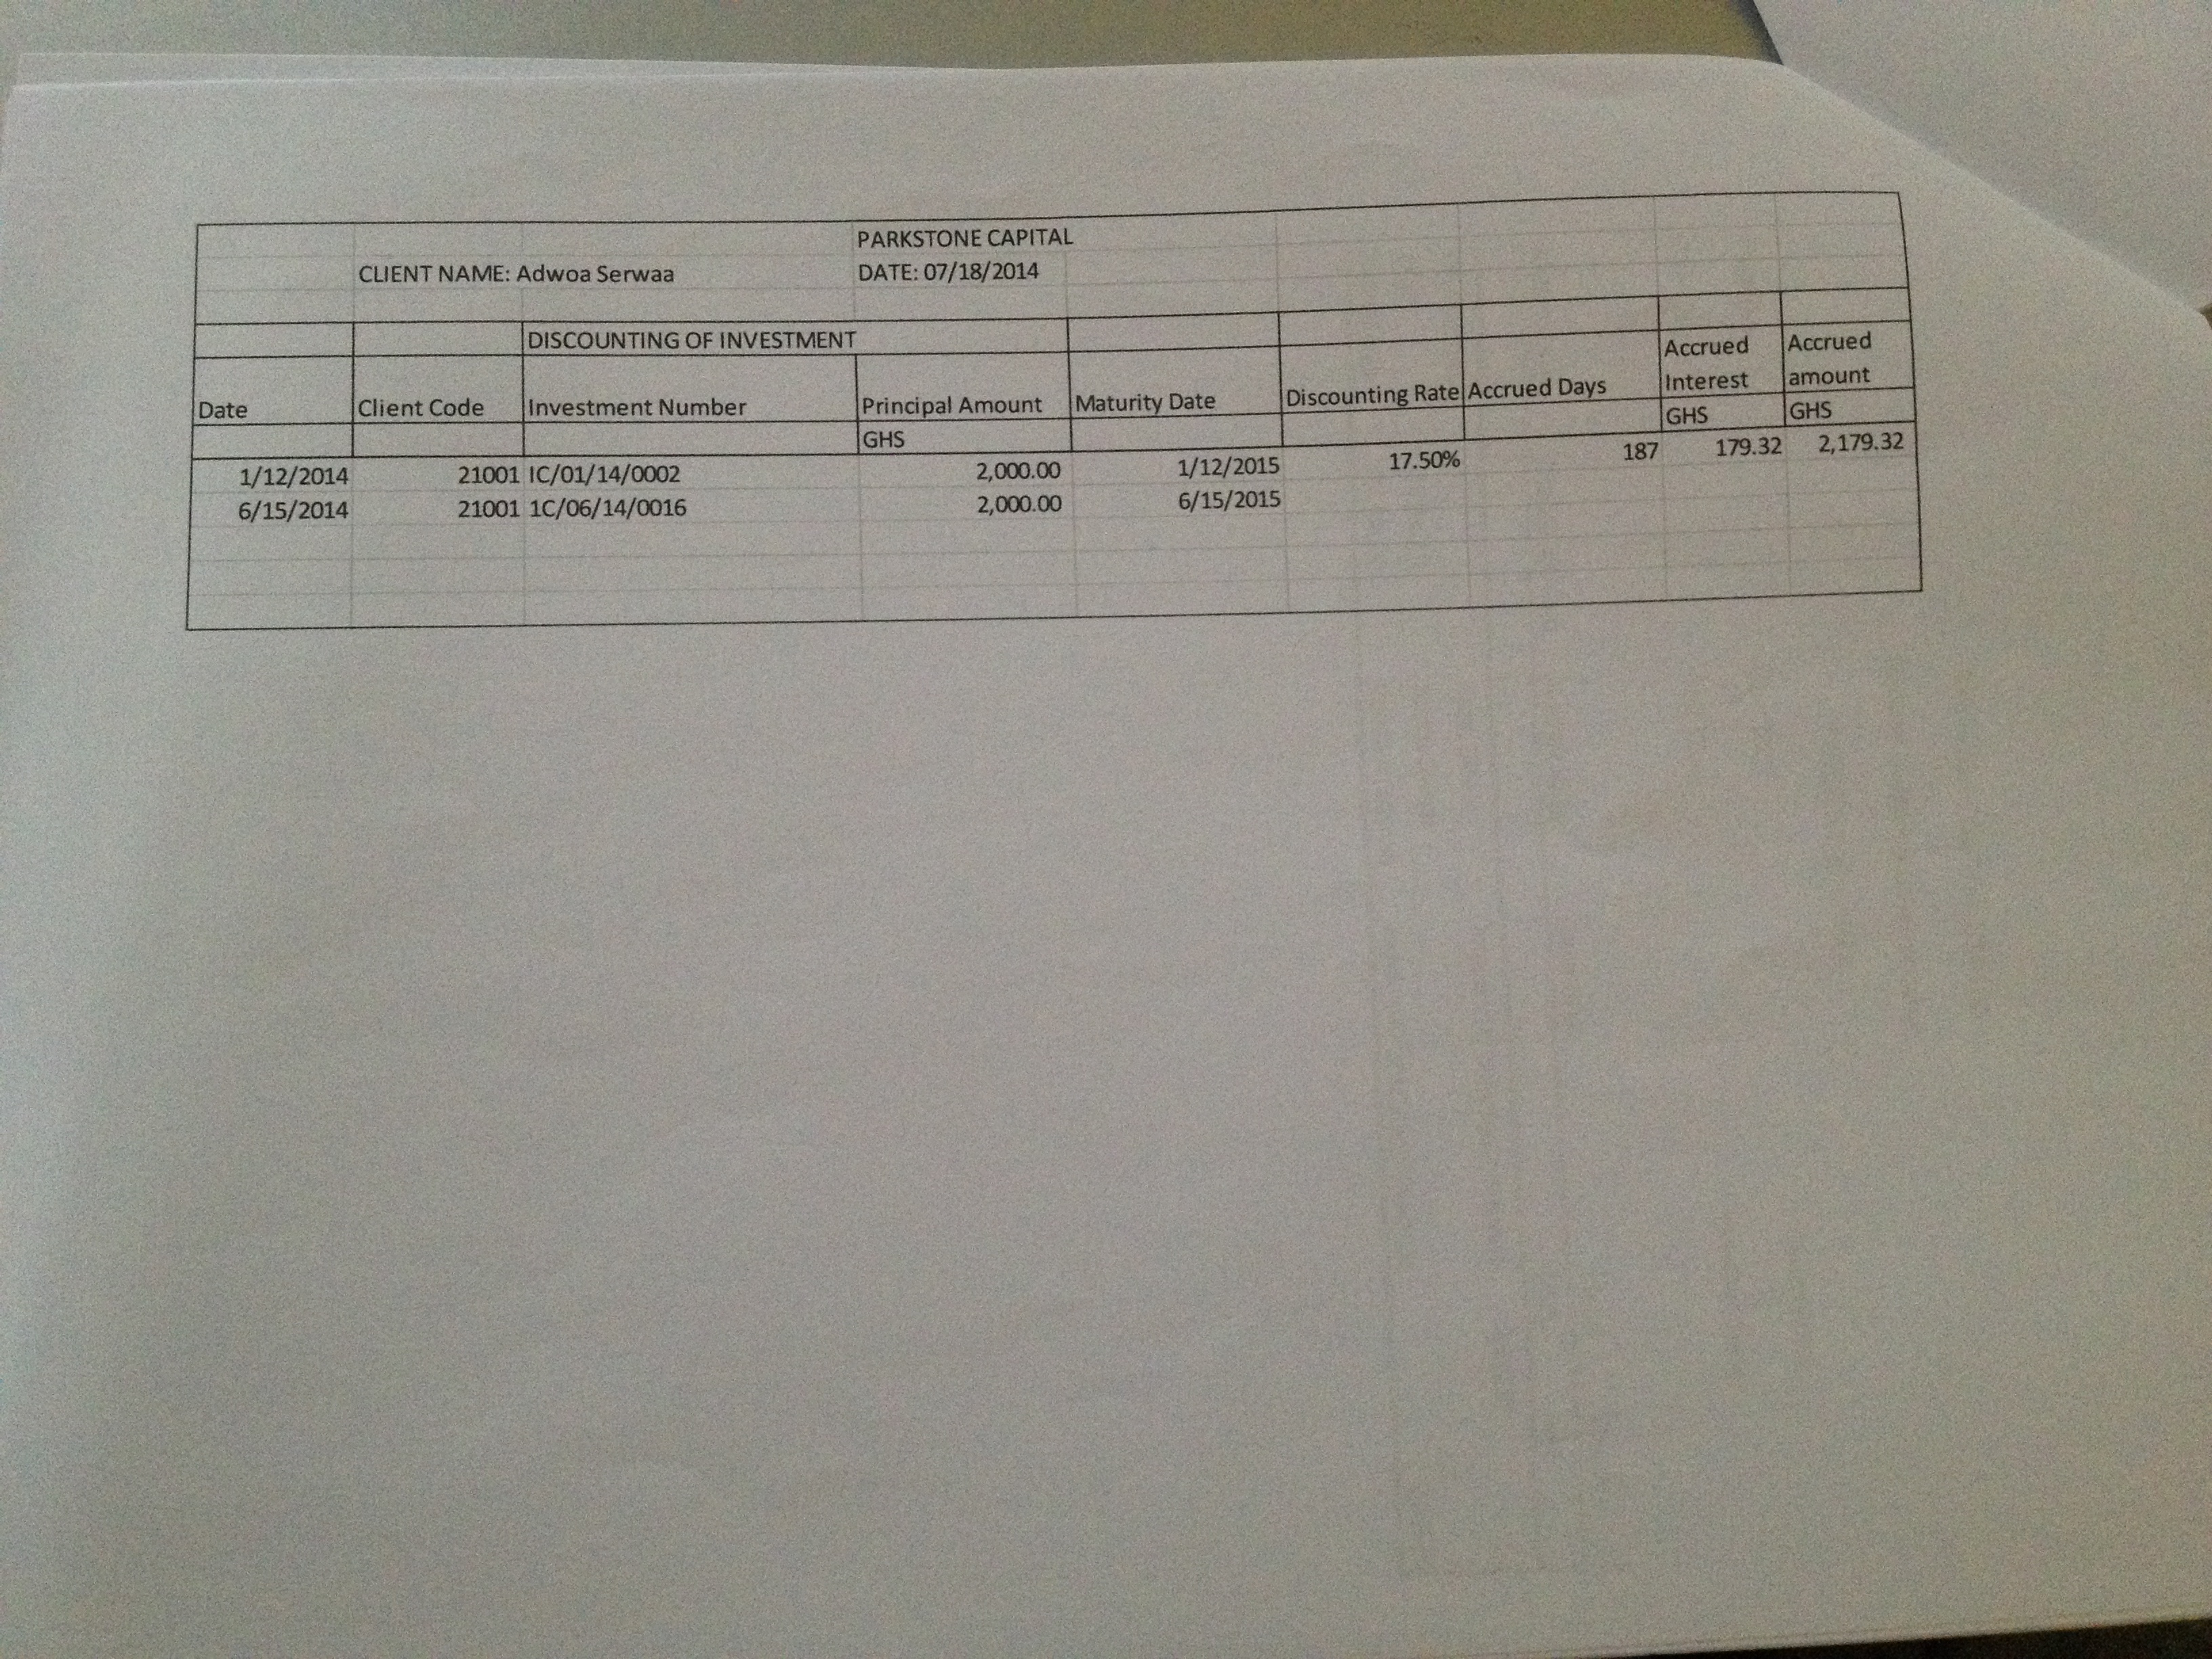 PARKSTONE CAPITAL
CLIENT NAME: Adwoa Serwaa DATE: 07/18/2014
DISCOUNTING OF INVESTMENT
Date Client Code Investment Number Principal Amount Maturity Date Discounting Rate Accrued Days Accrued Interest Accrued amount
GHS GHS GHS
1/12/2014 21001 IC/01/14/0002 2,000.00 1/12/2015 17.50% 187 179.32 2,179.32
6/15/2014 21001 1C/06/14/0016 2,000.00 6/15/2015